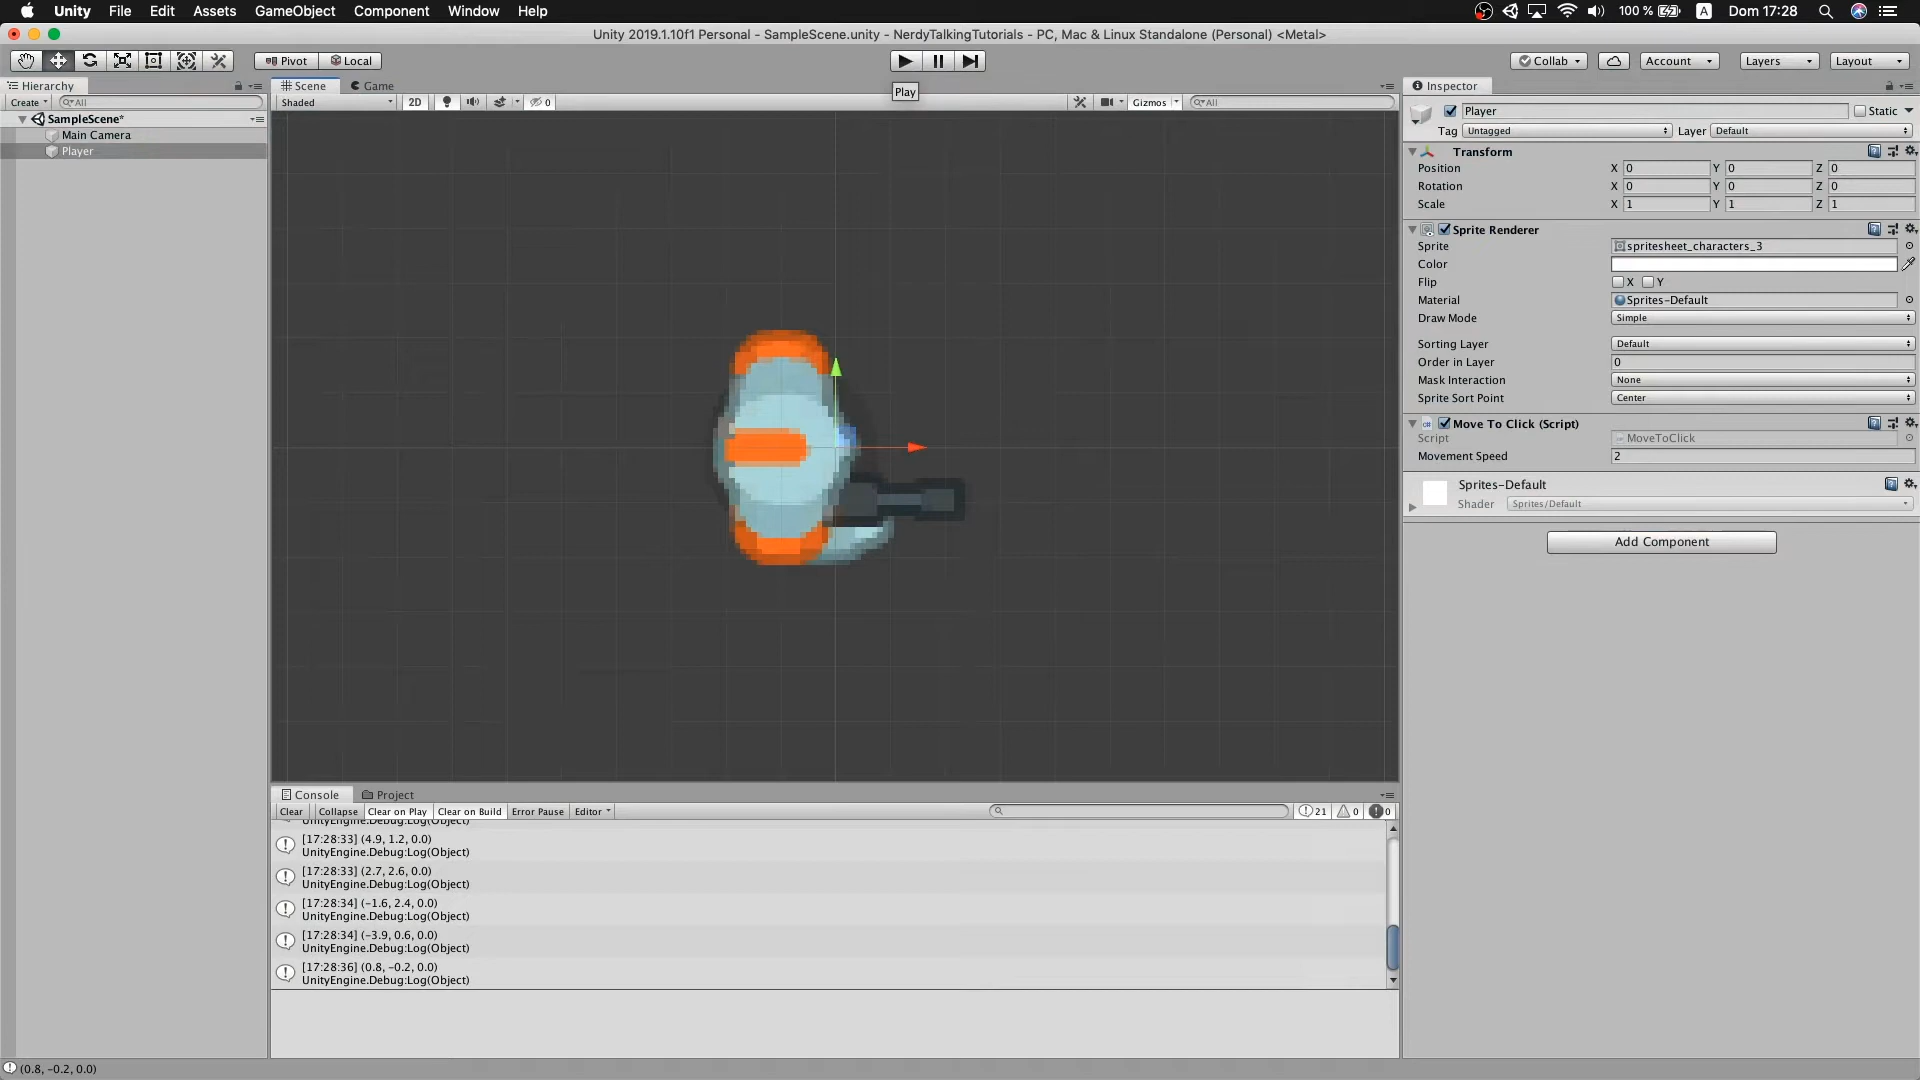 Unity File Edit Assets GameObject Component Window Help 100 % A Dom 17:28
Unity 2019.1.10f1 Personal - SampleScene.unity - NerdyTalkingTutorials - PC, Mac & Linux Standalone (Personal) <Metal>
Pivot Local Collab Account Layers Layout
Play
Hierarchy
Create All
SampleScene*
Main Camera
Player
Scene Game
Shaded 2D 0 Gizmos All
Inspector
Player Static
Tag Untagged Layer Default
Transform
Position X 0 Y 0 Z 0
Rotation X 0 Y 0 Z 0
Scale X 1 Y 1 Z 1
Sprite Renderer
Sprite spritesheet_characters_3
Color
Flip X Y
Material Sprites-Default
Draw Mode Simple
Sorting Layer Default
Order in Layer 0
Mask Interaction None
Sprite Sort Point Center
Move To Click (Script)
Script MoveToClick
Movement Speed 2
Sprites-Default
Shader Sprites/Default
Add Component
Console Project
Clear Collapse Clear on Play Clear on Build Error Pause Editor 21 0 0
UnityEngine.Debug:Log(Object)
[17:28:33] (4.9, 1.2, 0.0)
UnityEngine.Debug:Log(Object)
[17:28:33] (2.7, 2.6, 0.0)
UnityEngine.Debug:Log(Object)
[17:28:34] (-1.6, 2.4, 0.0)
UnityEngine.Debug:Log(Object)
[17:28:34] (-3.9, 0.6, 0.0)
UnityEngine.Debug:Log(Object)
[17:28:36] (0.8, -0.2, 0.0)
UnityEngine.Debug:Log(Object)
(0.8, -0.2, 0.0)